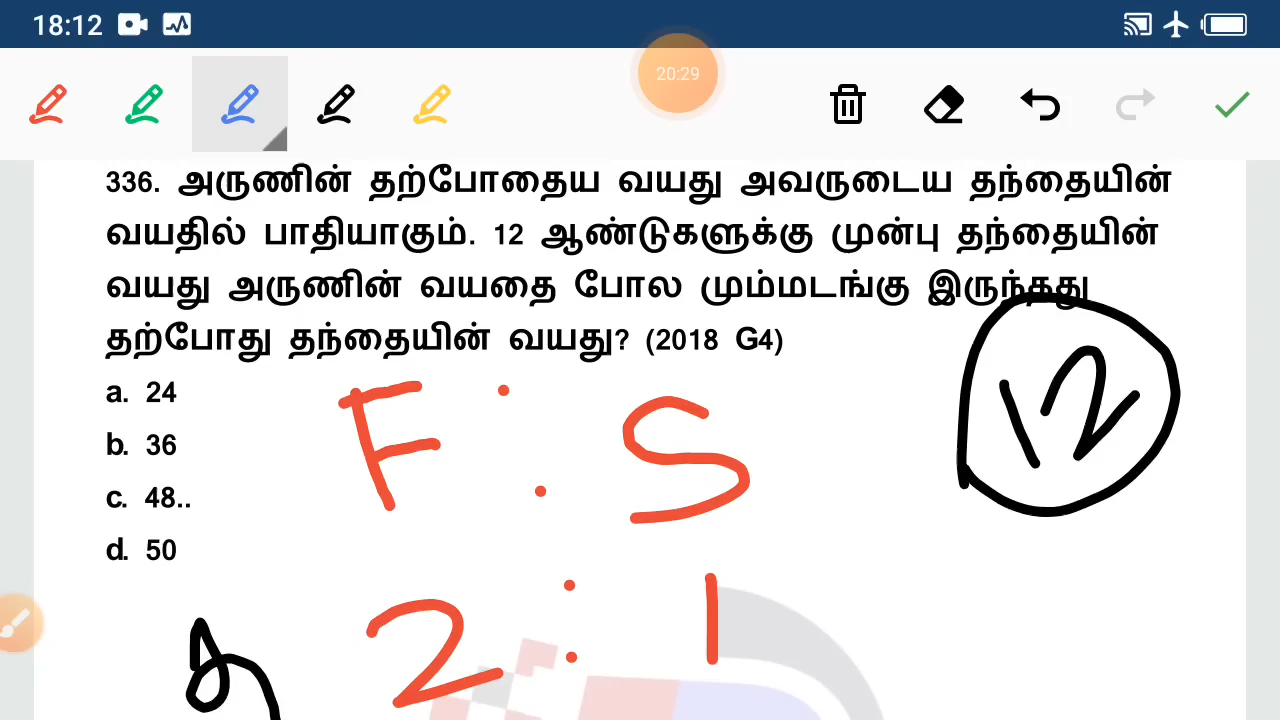 18:12
20:29
336. அருணின் தற்போதைய வயது அவருடைய தந்தையின்
வயதில் பாதியாகும். 12 ஆண்டுகளுக்கு முன்பு தந்தையின்
வயது அருணின் வயதை போல மும்மடங்கு இருந்தது
தற்போது தந்தையின் வயது? (2018 G4)
a. 24
b. 36
c. 48..
d. 50
F : S
12
2 : 1